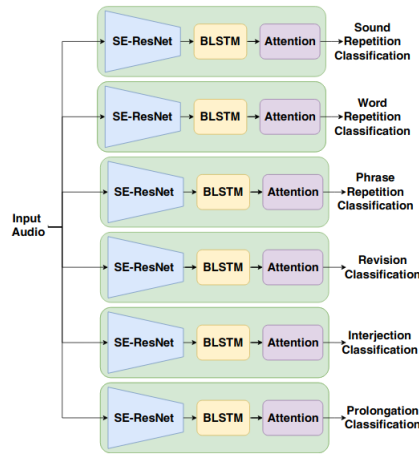 SE-ResNet BLSTM Attention
Sound
Repetition
Classification
SE-ResNet BLSTM Attention
Word
Repetition
Classification
SE-ResNet BLSTM Attention
Phrase
Repetition
Classification
Input
Audio
SE-ResNet BLSTM Attention
Revision
Classification
SE-ResNet BLSTM Attention
Interjection
Classification
SE-ResNet BLSTM Attention
Prolongation
Classification